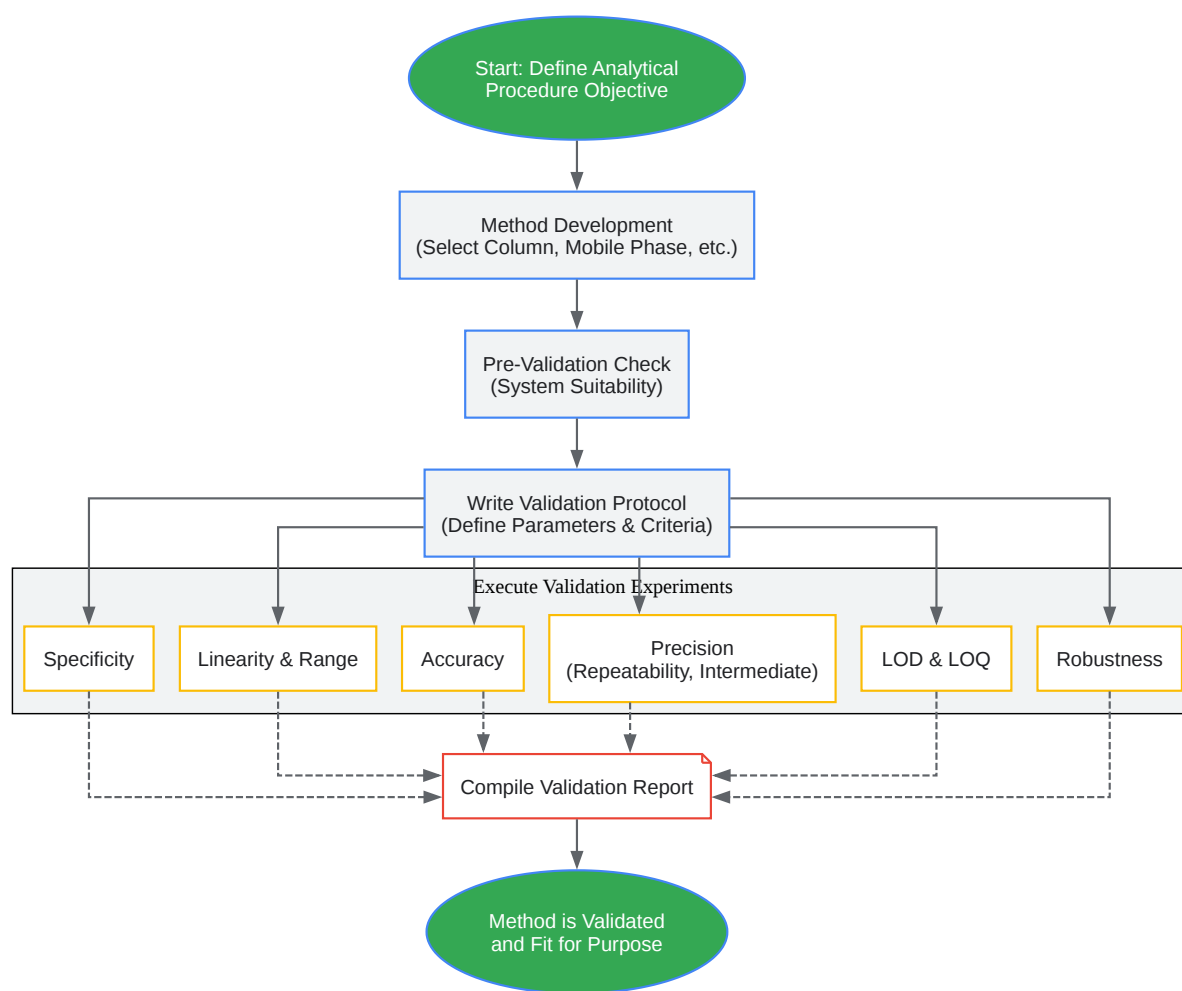 Start: Define Analytical
Procedure Objective
Method Development
(Select Column, Mobile Phase, etc.)
Pre-Validation Check
(System Suitability)
Write Validation Protocol
(Define Parameters & Criteria)
Execute Validation Experiments
Specificity
Linearity & Range
Accuracy
Precision
(Repeatability, Intermediate)
LOD & LOQ
Robustness
Compile Validation Report
Method is Validated
and Fit for Purpose